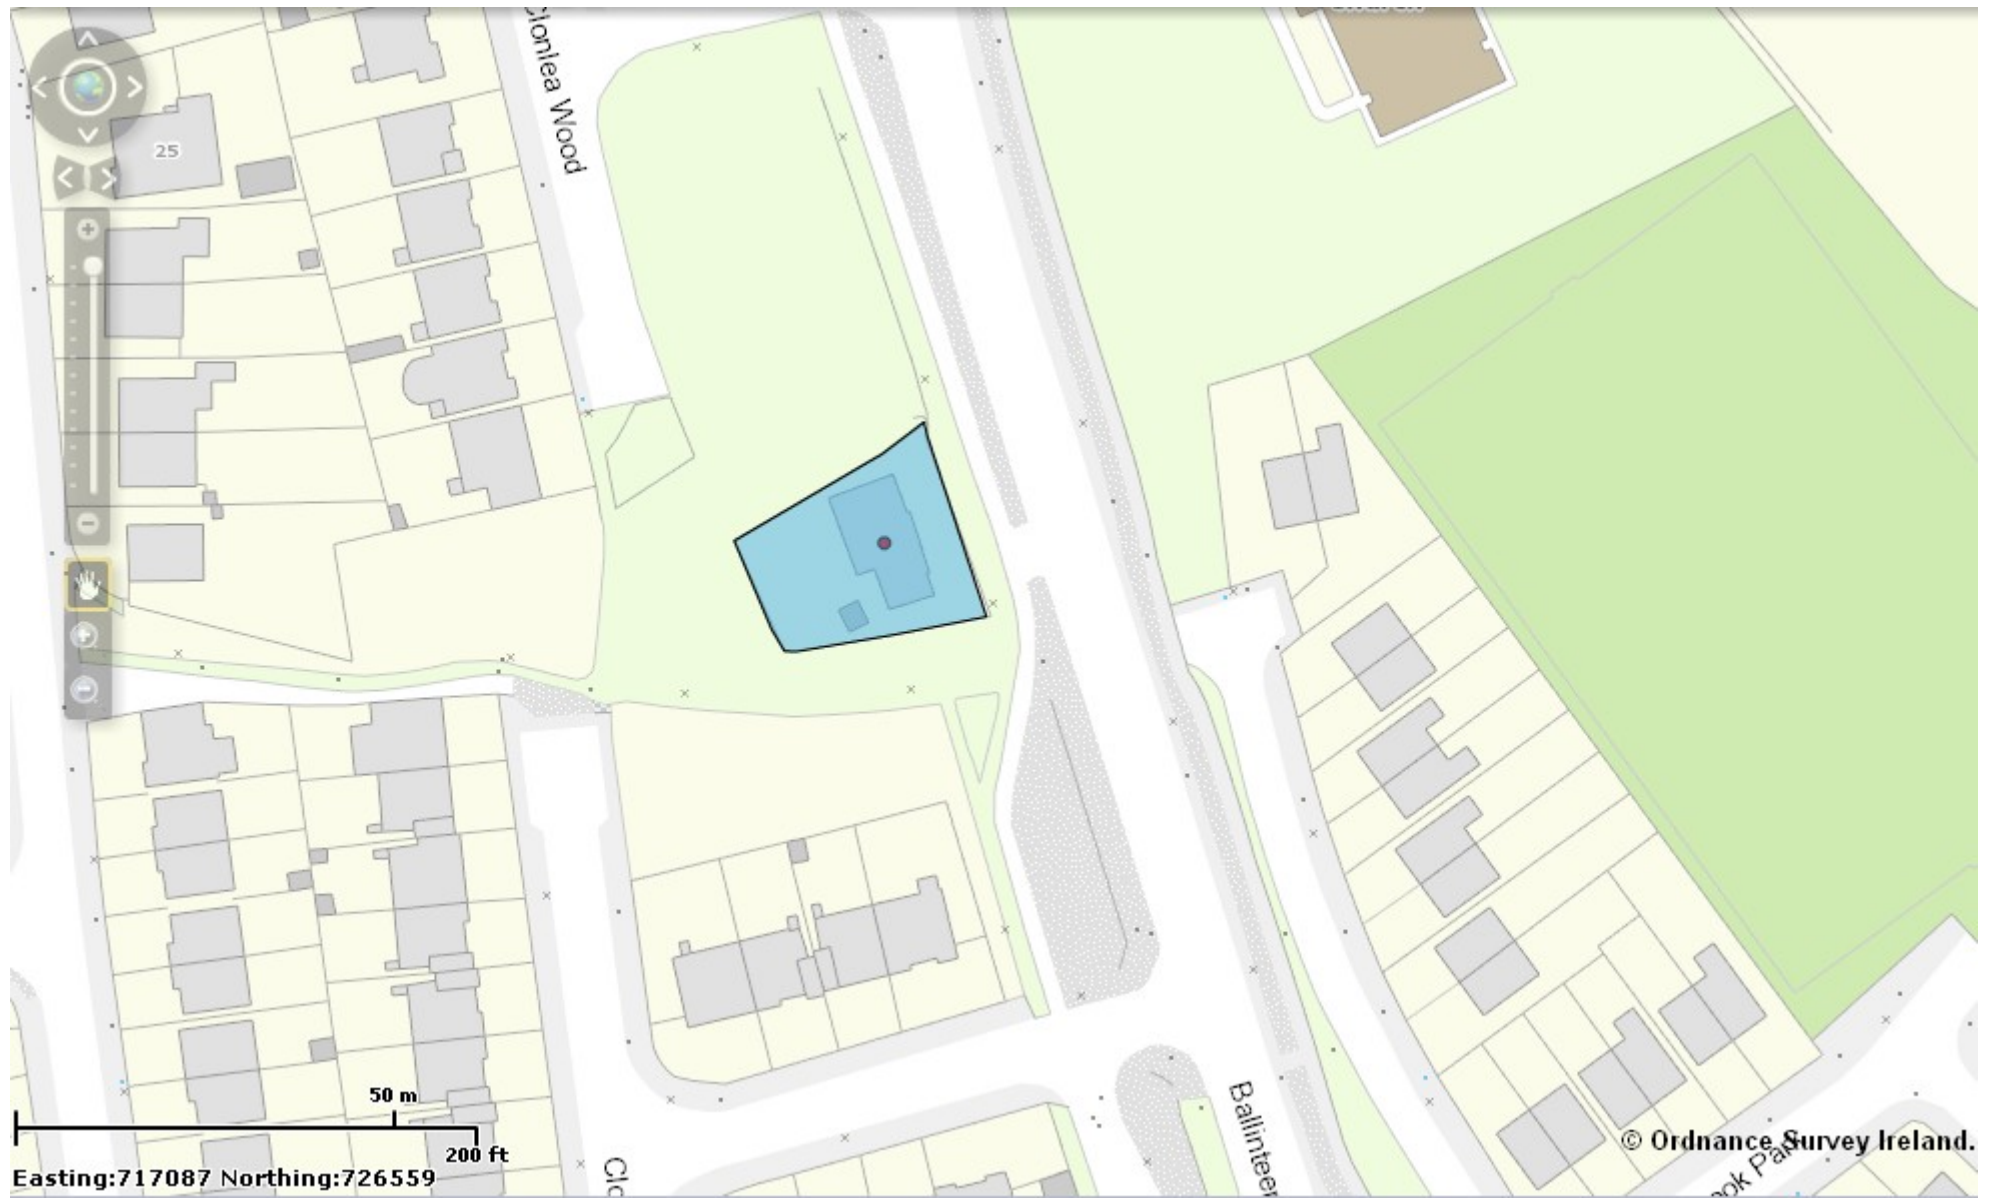 Clonlea Wood
25
50 m
200 ft
Easting:717087 Northing:726559
Ballinteer
© Ordnance Survey Ireland.